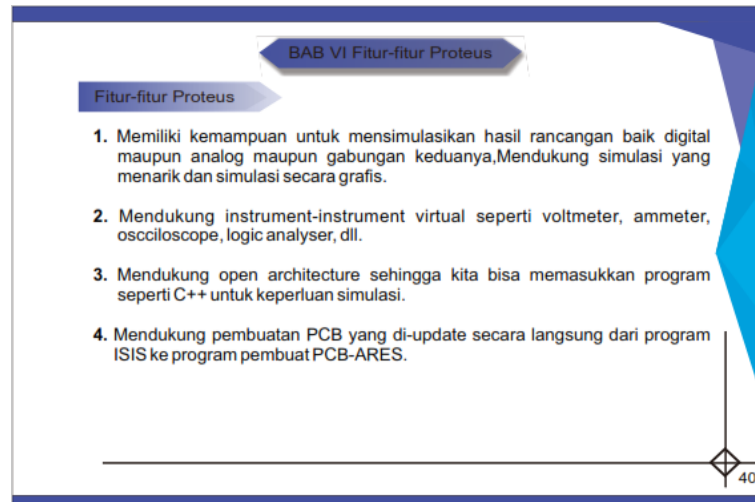 BAB VI Fitur-fitur Proteus
Fitur-fitur Proteus
1. Memiliki kemampuan untuk mensimulasikan hasil rancangan baik digital
maupun analog maupun gabungan keduanya,Mendukung simulasi yang
menarik dan simulasi secara grafis.
2. Mendukung instrument-instrument virtual seperti voltmeter, ammeter,
oscciloscope, logic analyser, dll.
3. Mendukung open architecture sehingga kita bisa memasukkan program
seperti C++ untuk keperluan simulasi.
4. Mendukung pembuatan PCB yang di-update secara langsung dari program
ISIS ke program pembuat PCB-ARES.
40